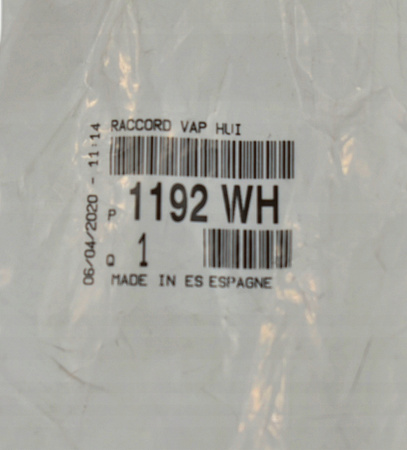 RACCORD VAP HUI
P 1192 WH
Q 1
MADE IN ES ESPAGNE
06/04/2020 - 11:14